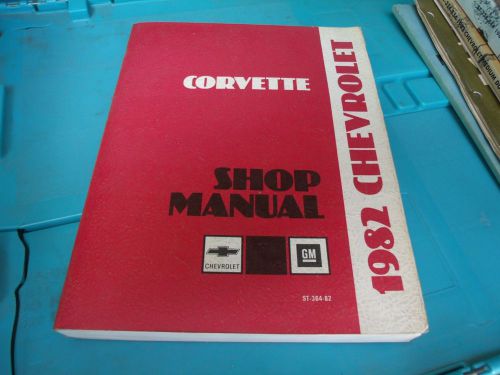 CORVETTE
SHOP
MANUAL
CHEVROLET
GM
ST-364-82
1982 CHEVROLET